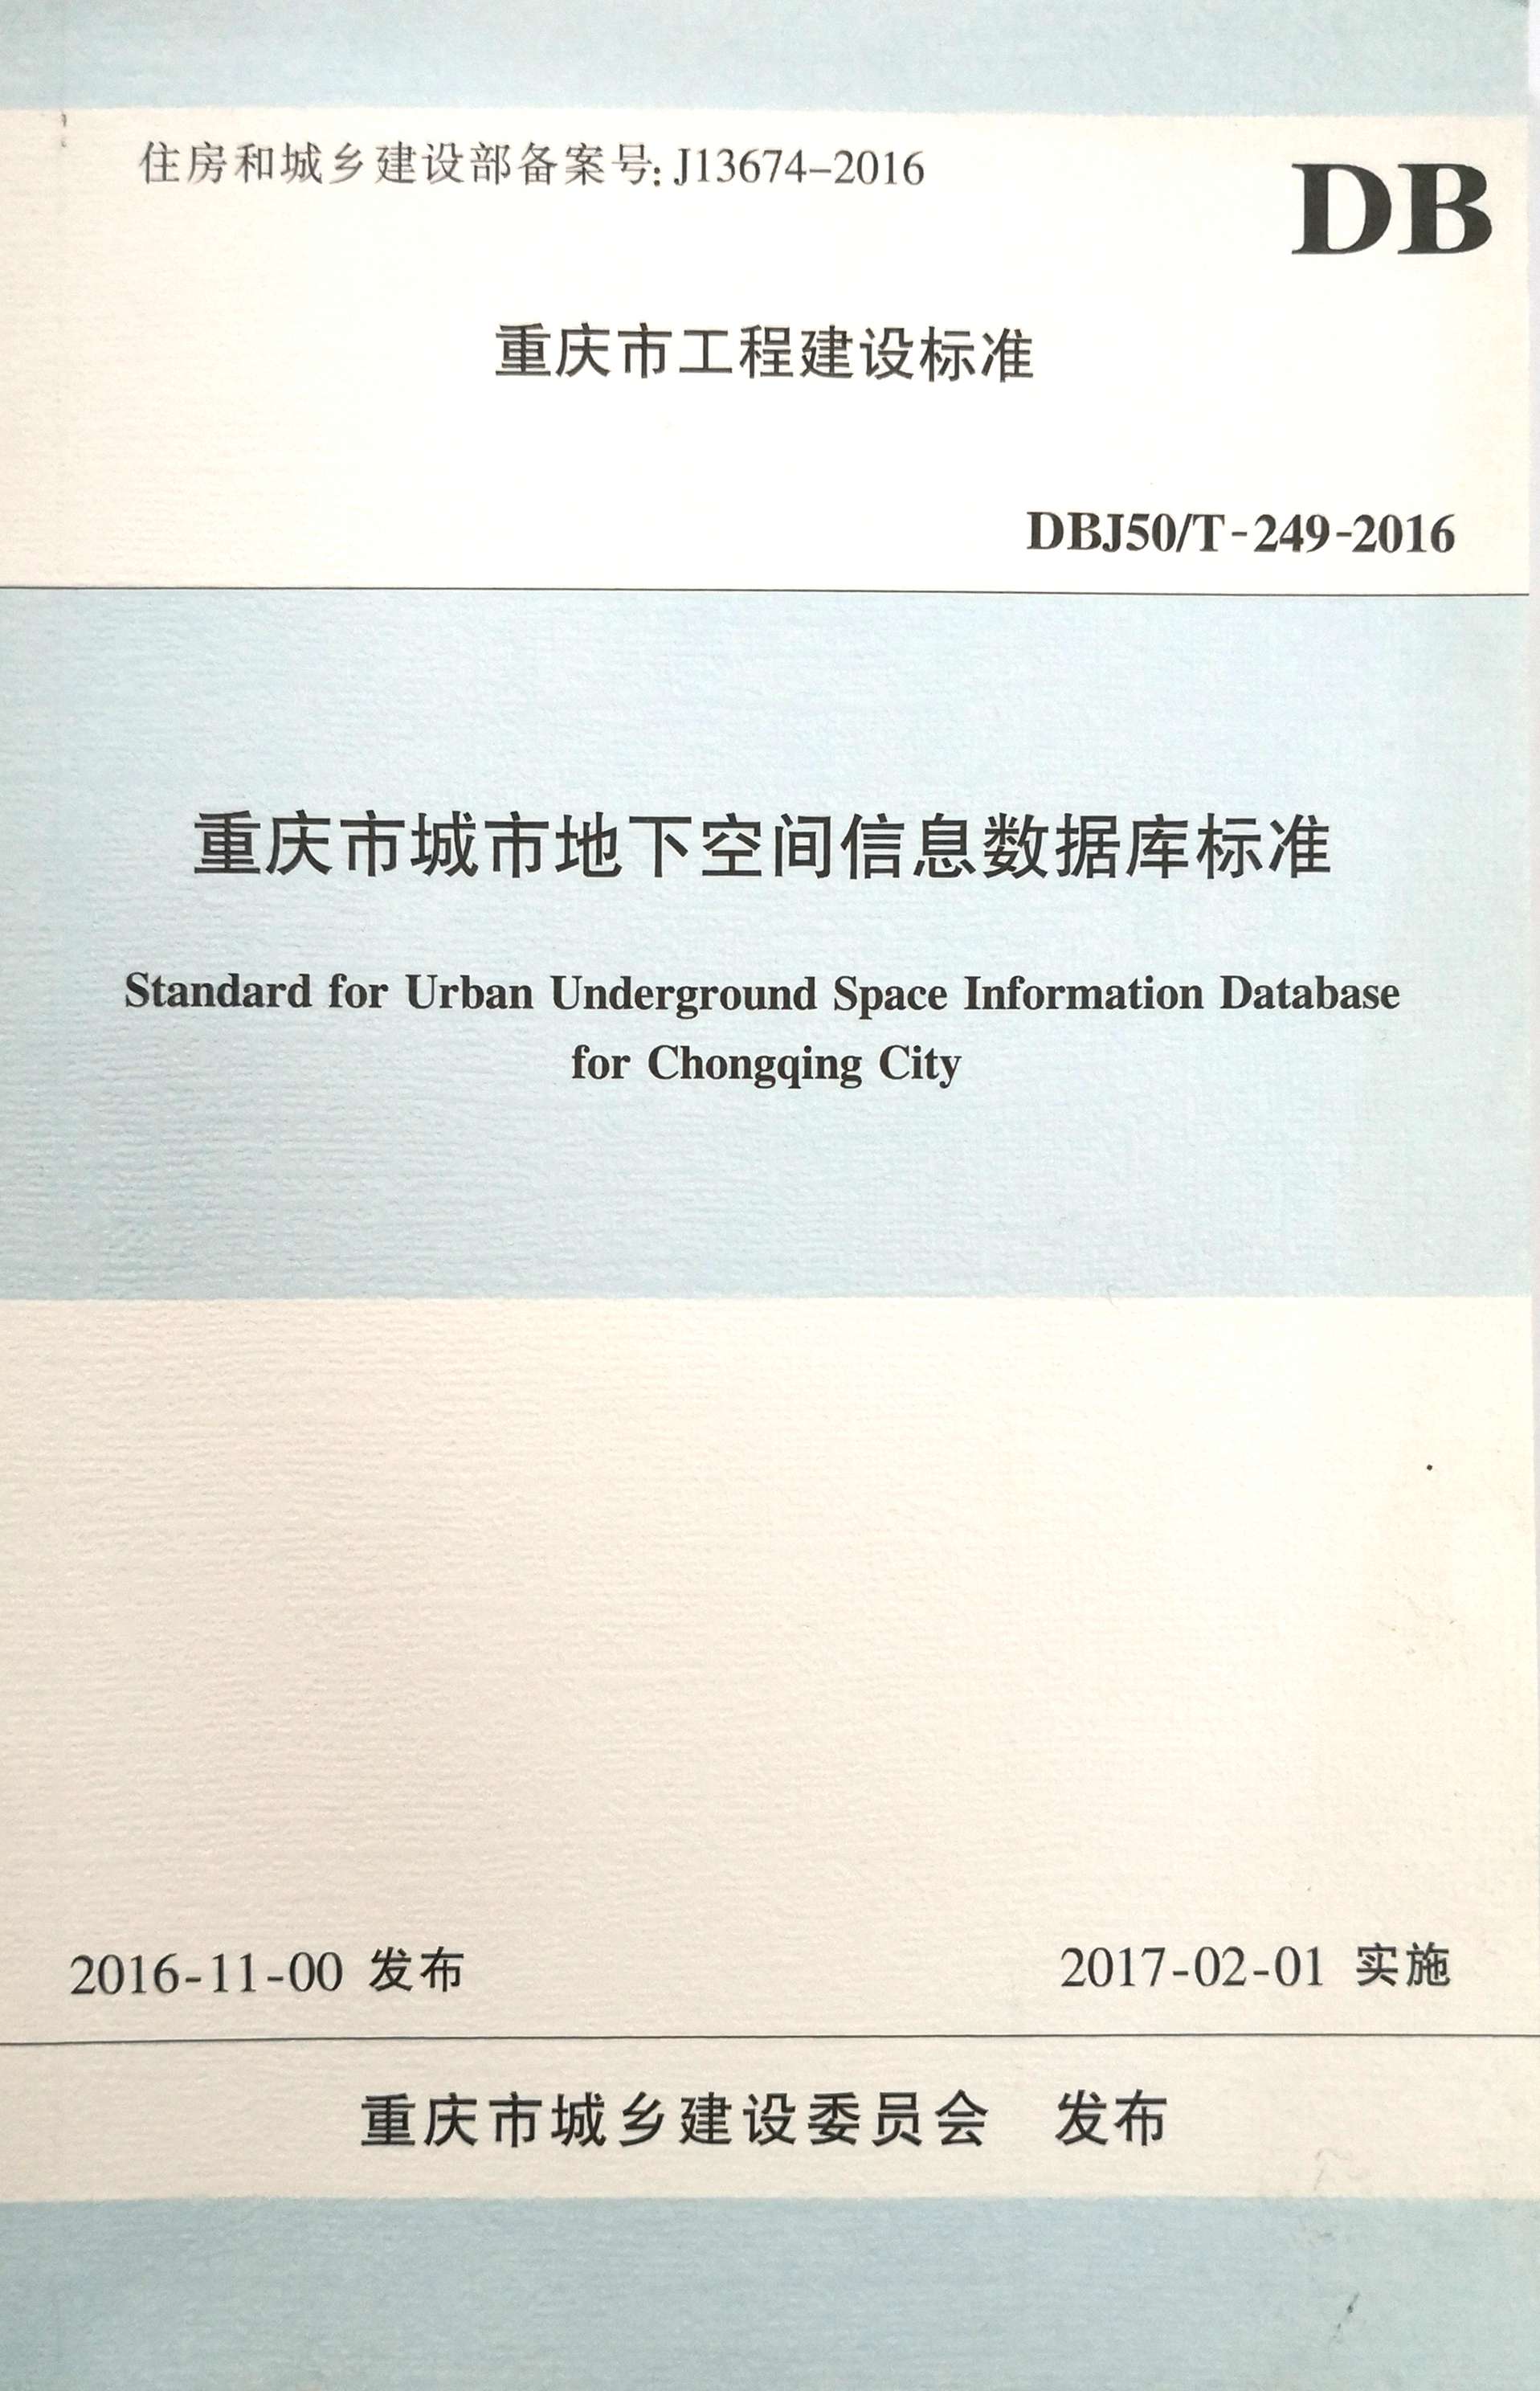 住房和城乡建设部备案号:J13674-2016
DB
重庆市工程建设标准
DBJ50/T-249-2016
重庆市城市地下空间信息数据库标准
Standard for Urban Underground Space Information Database
for Chongqing City
2016-11-00 发布
2017-02-01 实施
重庆市城乡建设委员会 发布